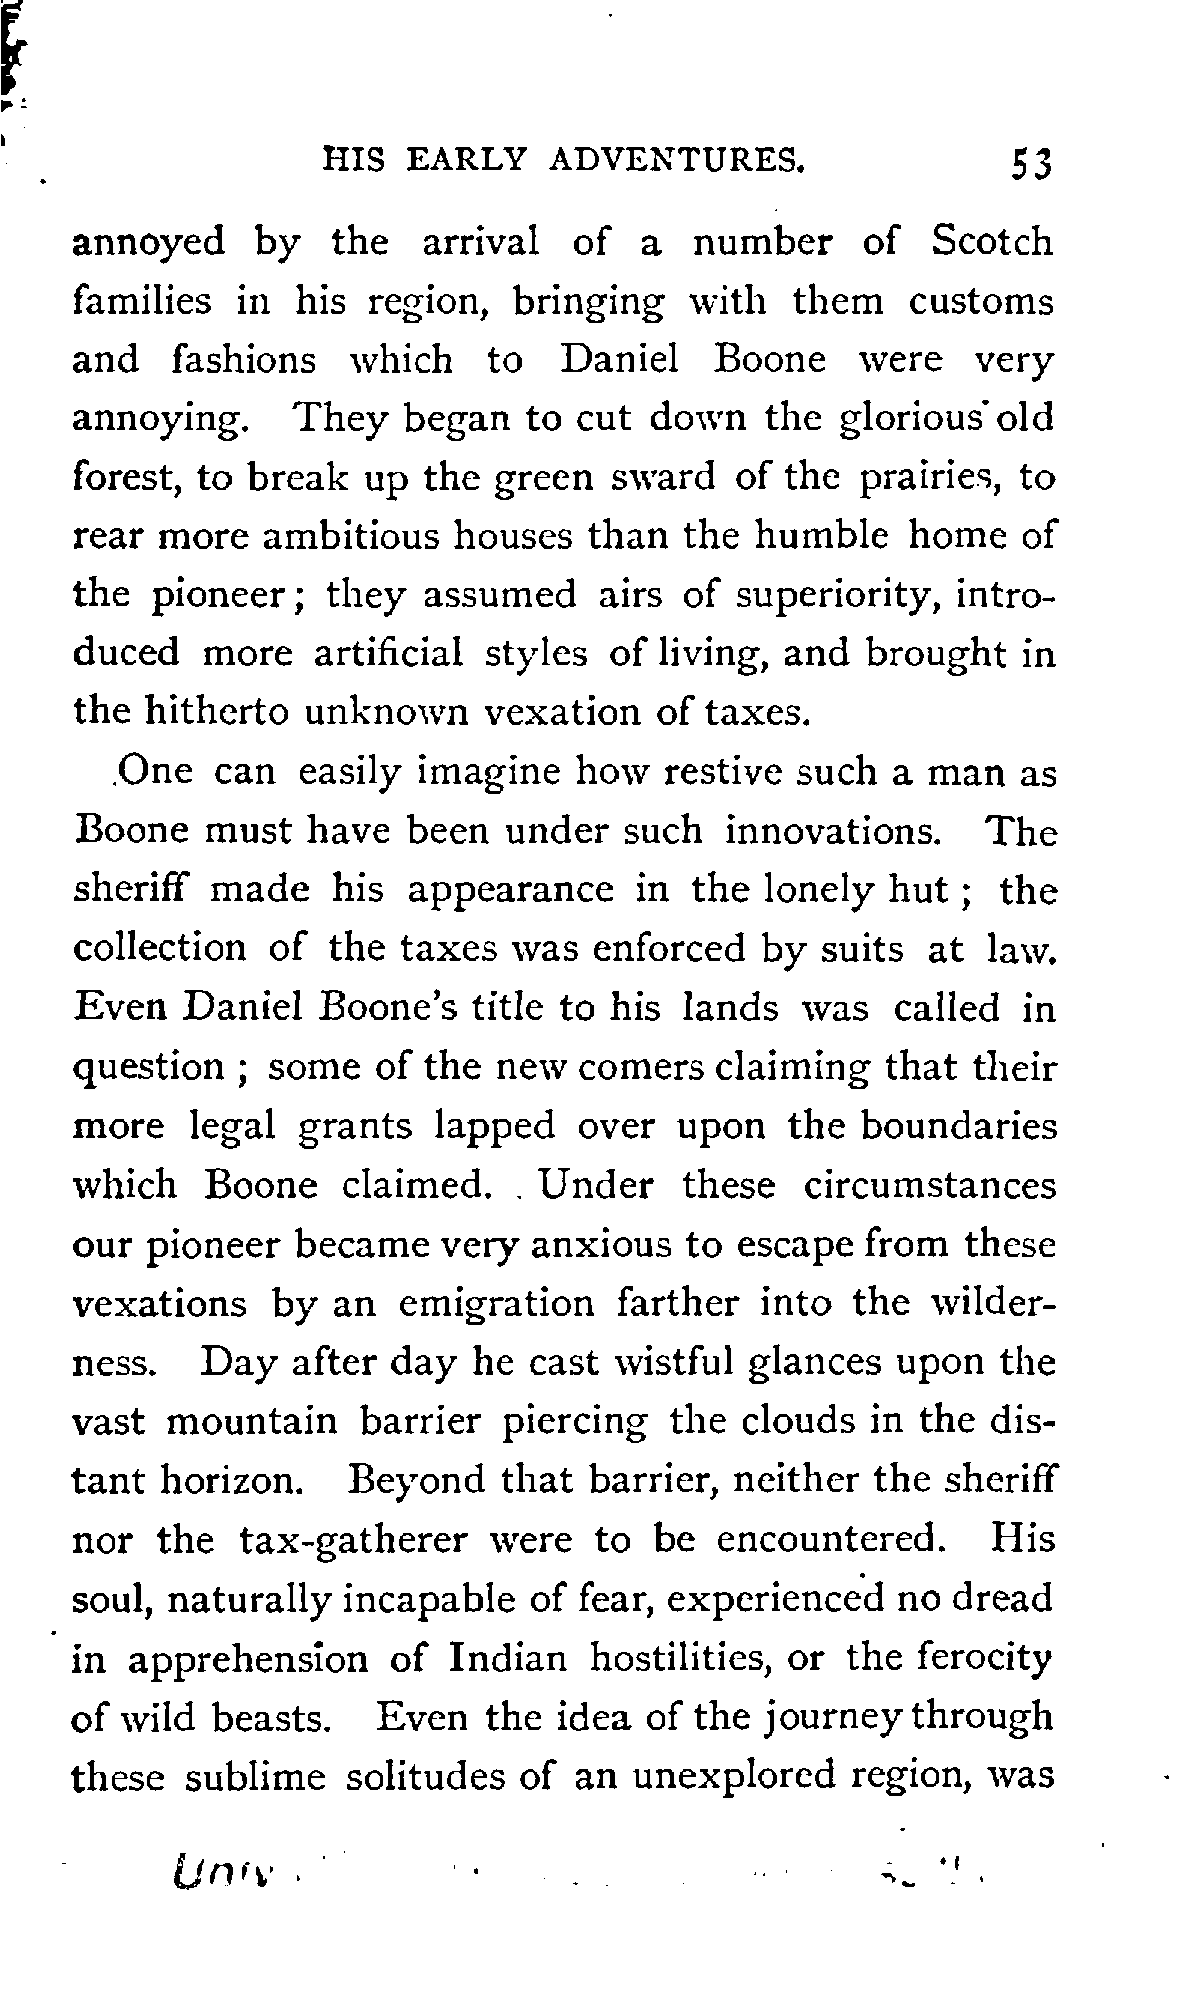 HIS EARLY ADVENTURES. 53
annoyed by the arrival of a number of Scotch
families in his region, bringing with them customs
and fashions which to Daniel Boone were very
annoying. They began to cut down the glorious old
forest, to break up the green sward of the prairies, to
rear more ambitious houses than the humble home of
the pioneer; they assumed airs of superiority, intro-
duced more artificial styles of living, and brought in
the hitherto unknown vexation of taxes.
One can easily imagine how restive such a man as
Boone must have been under such innovations. The
sheriff made his appearance in the lonely hut; the
collection of the taxes was enforced by suits at law.
Even Daniel Boone's title to his lands was called in
question; some of the new comers claiming that their
more legal grants lapped over upon the boundaries
which Boone claimed. Under these circumstances
our pioneer became very anxious to escape from these
vexations by an emigration farther into the wilder-
ness. Day after day he cast wistful glances upon the
vast mountain barrier piercing the clouds in the dis-
tant horizon. Beyond that barrier, neither the sheriff
nor the tax-gatherer were to be encountered. His
soul, naturally incapable of fear, experienced no dread
in apprehension of Indian hostilities, or the ferocity
of wild beasts. Even the idea of the journey through
these sublime solitudes of an unexplored region, was